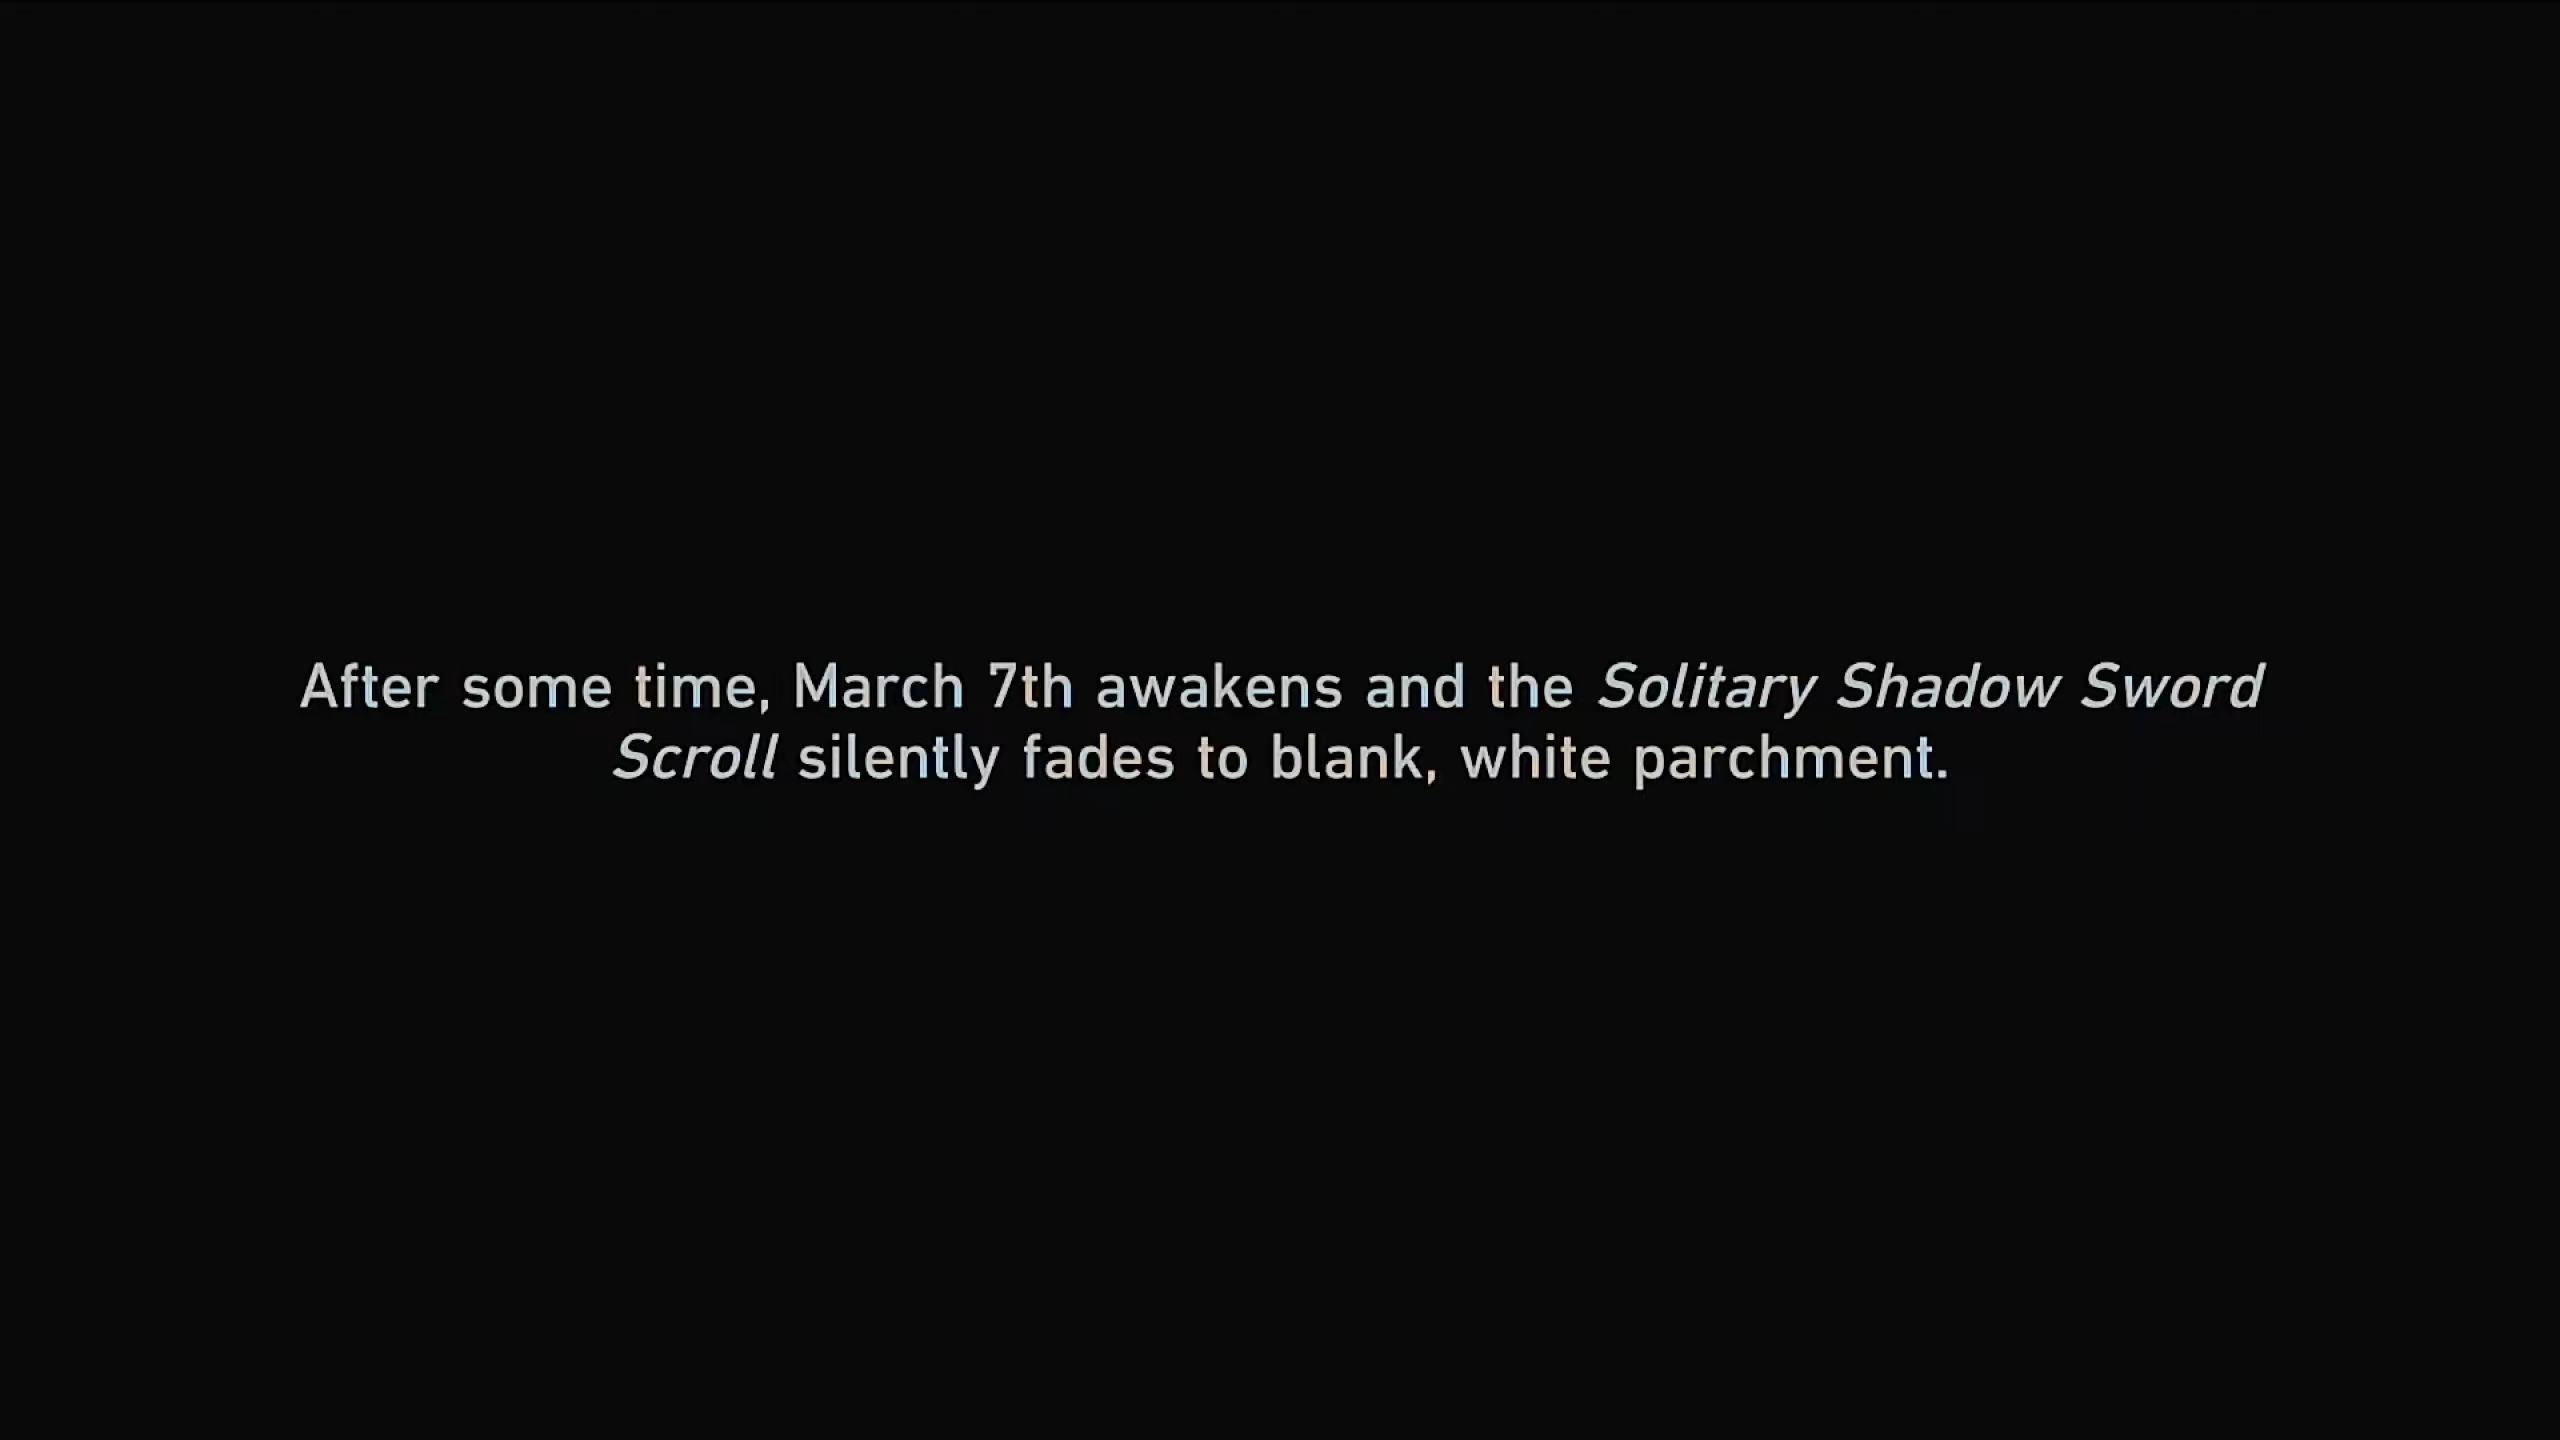 After some time, March 7th awakens and the Solitary Shadow Sword
Scroll silently fades to blank, white parchment.